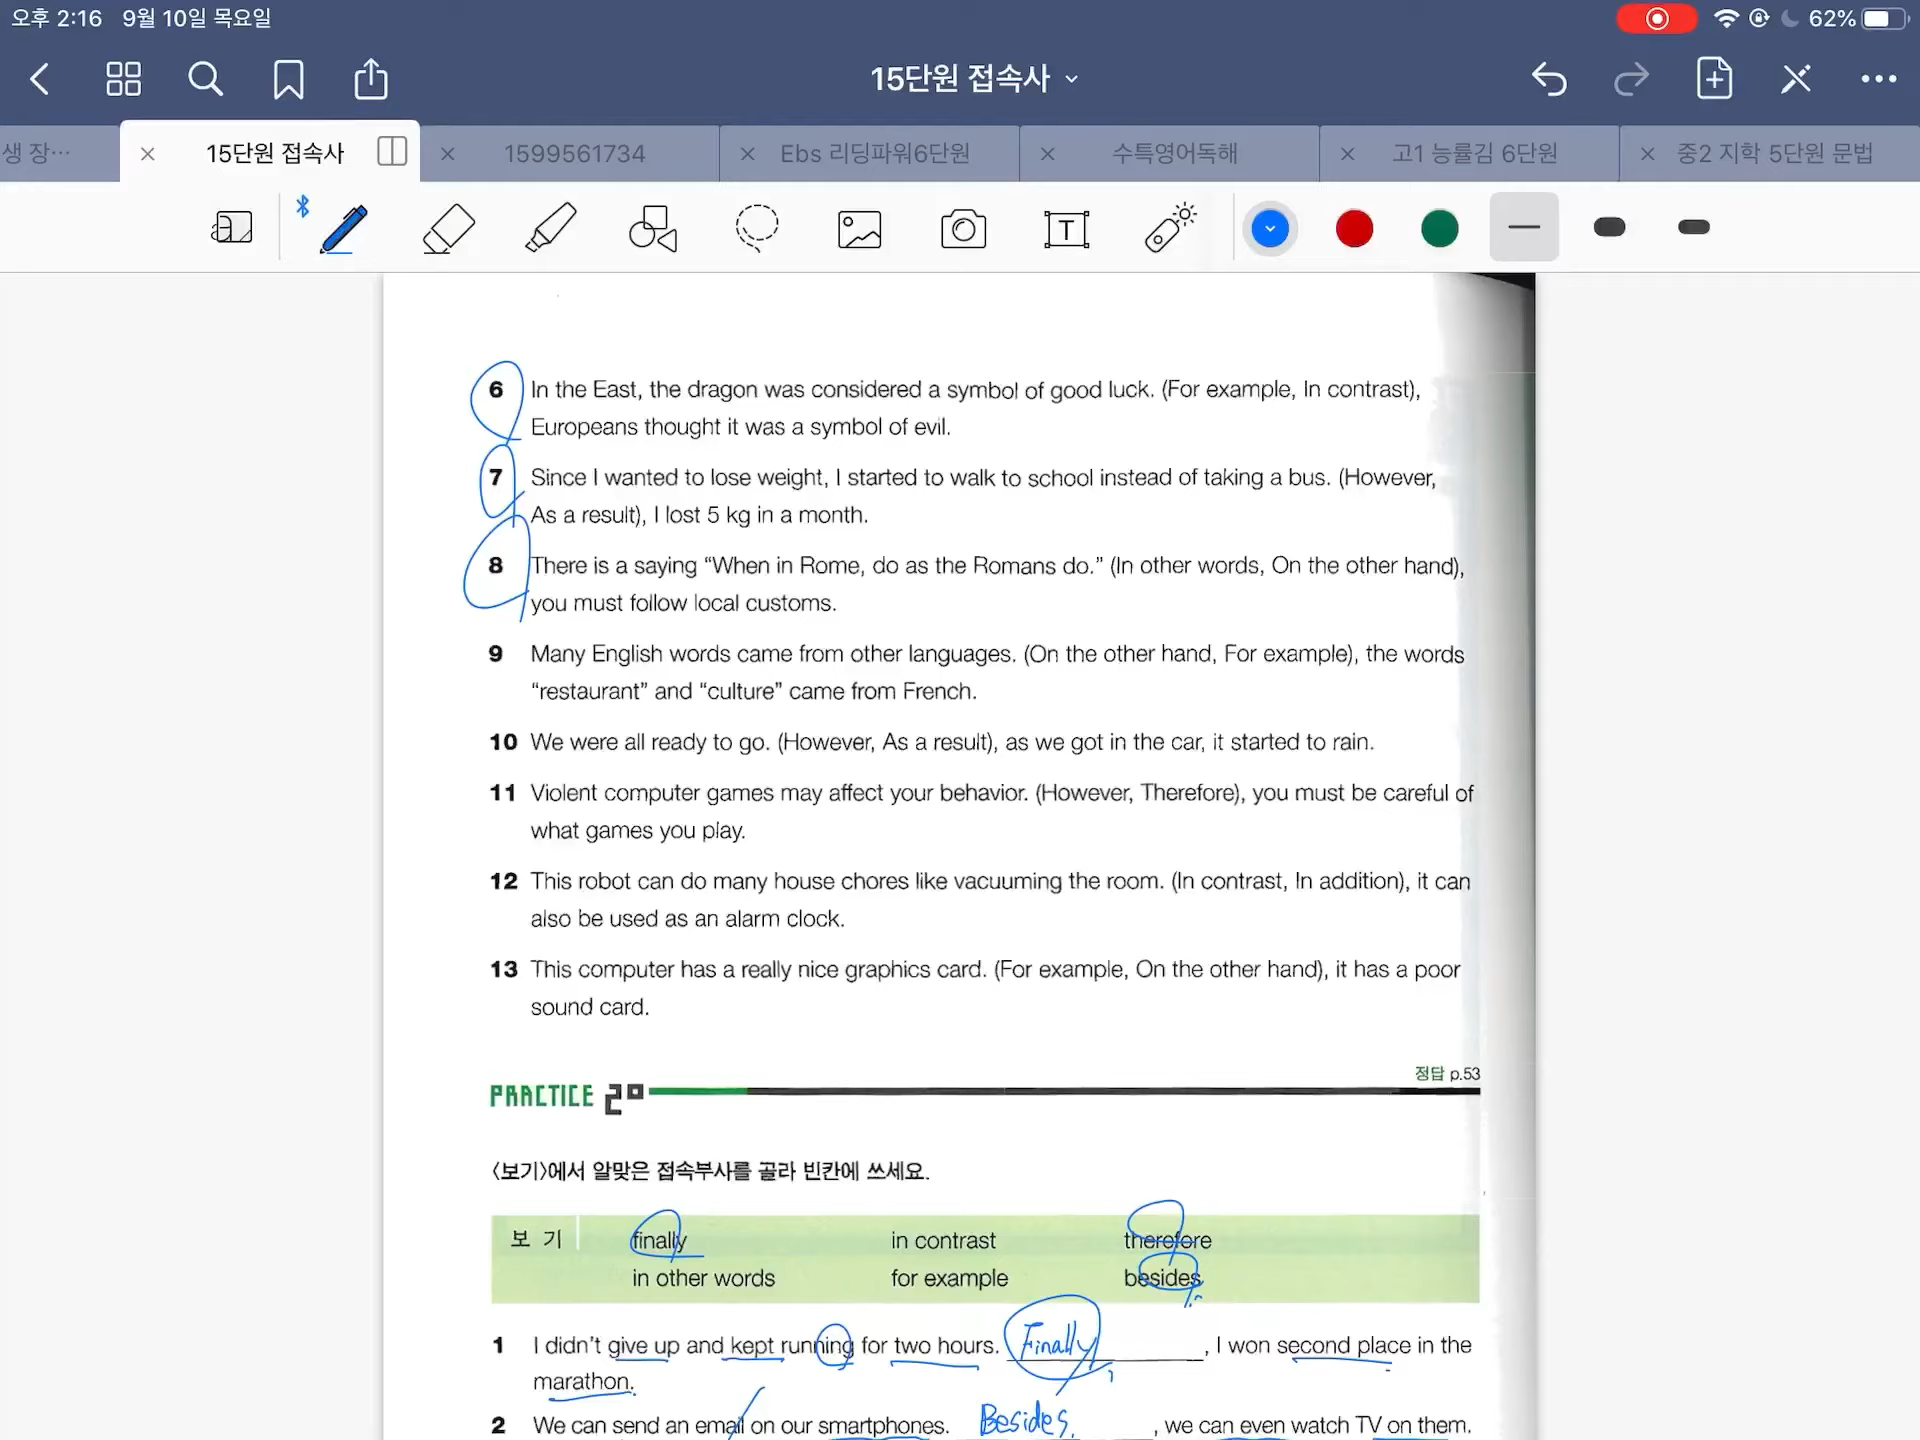 오후 2:16 9월 10일 목요일 62%
15단원 접속사
생 장… 15단원 접속사 1599561734 Ebs 리딩파워6단원 수특영어독해 고1 능률김 6단원 중2 지학 5단원 문법
6 In the East, the dragon was considered a symbol of good luck. (For example, In contrast),
Europeans thought it was a symbol of evil.
7 Since I wanted to lose weight, I started to walk to school instead of taking a bus. (However,
As a result), I lost 5 kg in a month.
8 There is a saying “When in Rome, do as the Romans do.” (In other words, On the other hand),
you must follow local customs.
9 Many English words came from other languages. (On the other hand, For example), the words
“restaurant” and “culture” came from French.
10 We were all ready to go. (However, As a result), as we got in the car, it started to rain.
11 Violent computer games may affect your behavior. (However, Therefore), you must be careful of
what games you play.
12 This robot can do many house chores like vacuuming the room. (In contrast, In addition), it can
also be used as an alarm clock.
13 This computer has a really nice graphics card. (For example, On the other hand), it has a poor
sound card.
정답 p.53
PRACTICE 2
〈보기〉에서 알맞은 접속부사를 골라 빈칸에 쓰세요.
보 기 finally in contrast therefore
in other words for example besides
1 I didn’t give up and kept running for two hours. Finally, I won second place in the
marathon.
2 We can send an email on our smartphones. Besides, we can even watch TV on them.